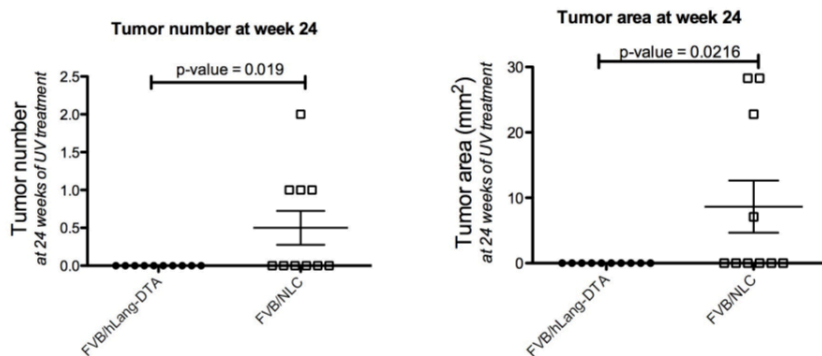 Tumor number at week 24
p-value = 0.019
Tumor number
at 24 weeks of UV treatment
2.5
2.0
1.5
1.0
0.5
0.0
FVB/hLang-DTA
FVB/NLC
Tumor area at week 24
p-value = 0.0216
Tumor area (mm²)
at 24 weeks of UV treatment
30
20
10
0
FVB/hLang-DTA
FVB/NLC